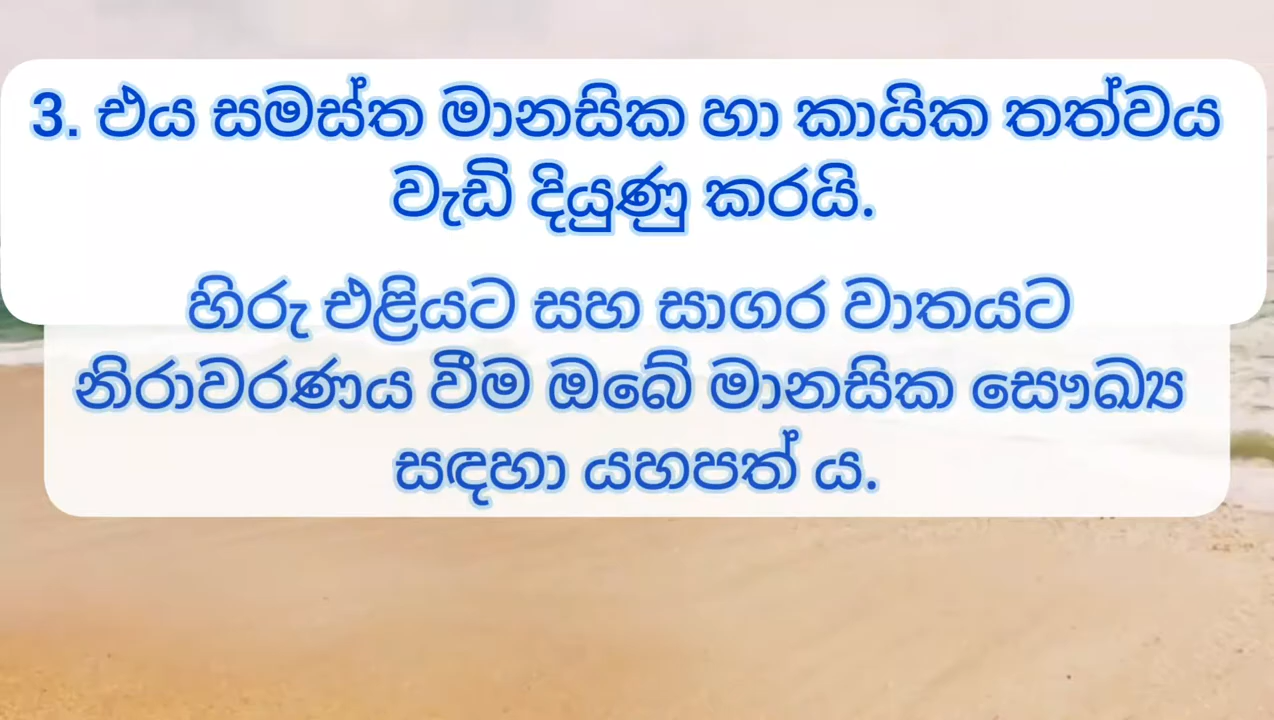 3. එය සමස්ත මානසික හා කායික තත්වය
වැඩි දියුණු කරයි.
හිරු එළියට සහ සාගර වාතයට
නිරාවරණය වීම ඔබේ මානසික සෞඛ්‍ය
සඳහා යහපත් ය.